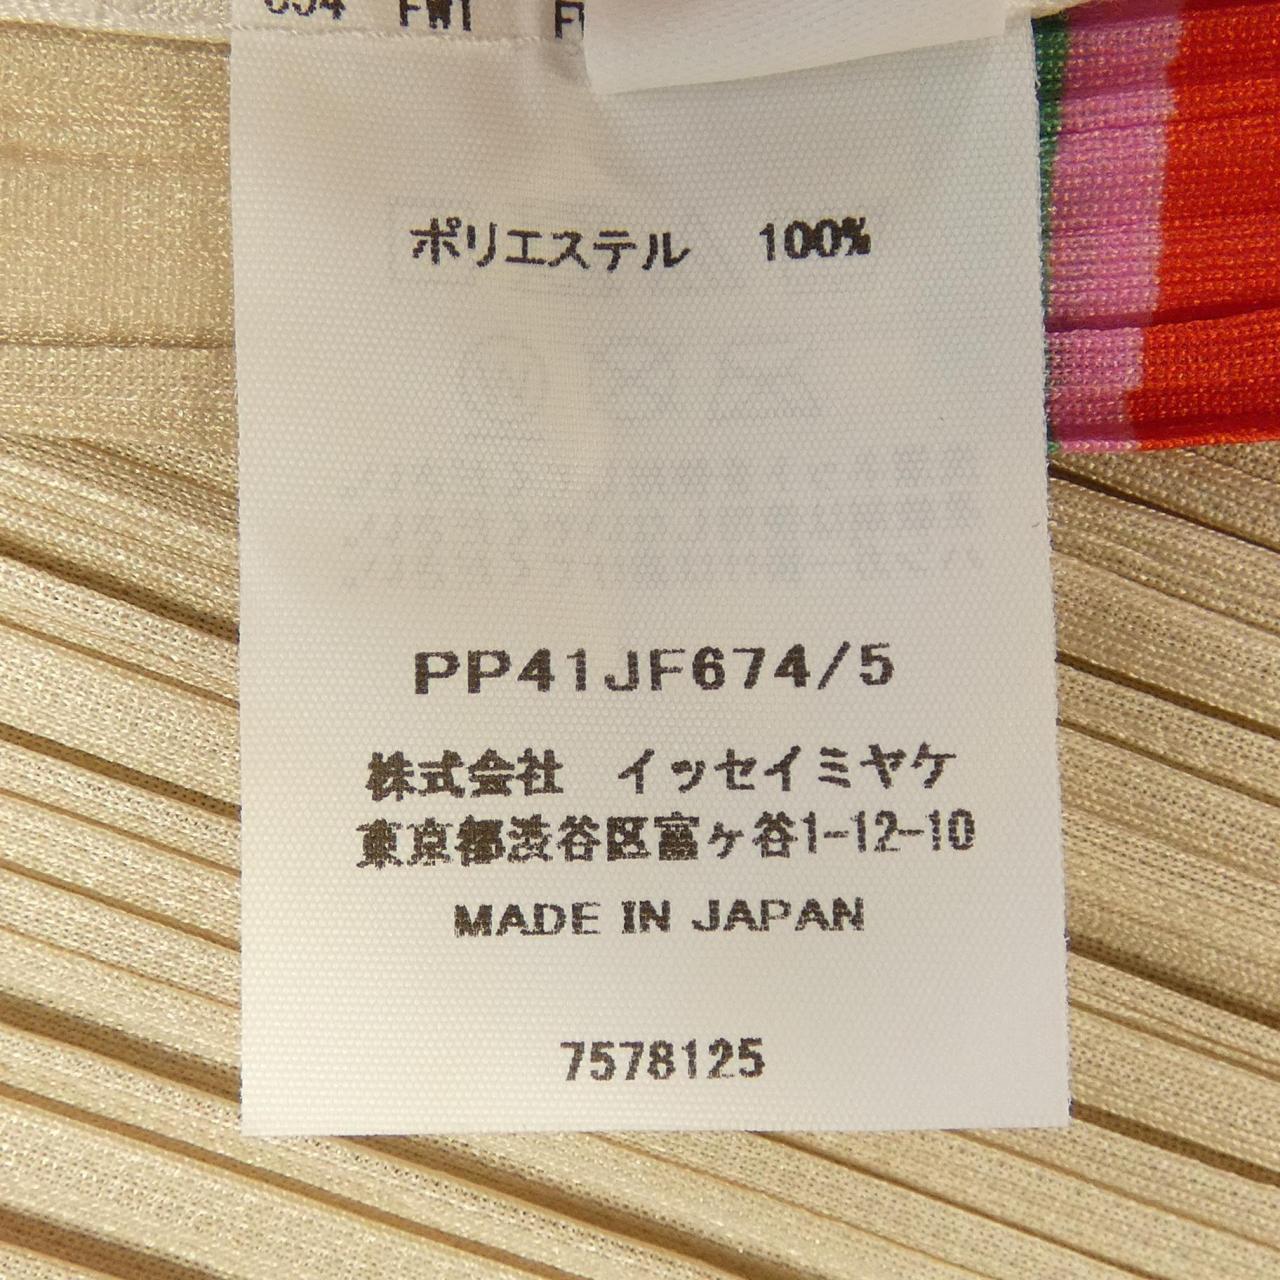 FW1
ポリエステル 100%
PP41JF674/5
株式会社 イッセイミヤケ
東京都渋谷区富ヶ谷1-12-10
MADE IN JAPAN
7578125